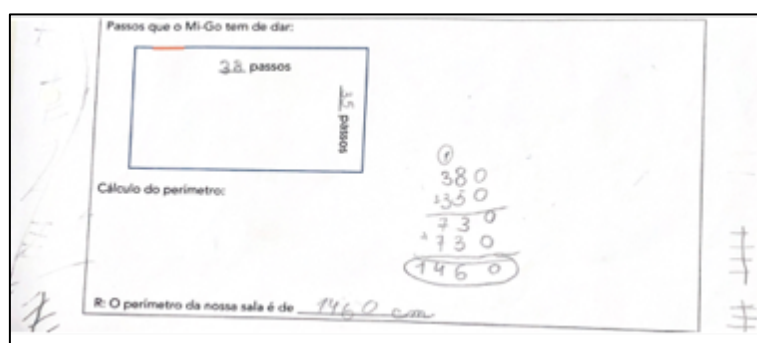 Passos que o Mi-Go tem de dar:
38 passos
35 passos
Cálculo do perímetro:
1
380
+350
730
+730
1460
R: O perímetro da nossa sala é de 1460 cm